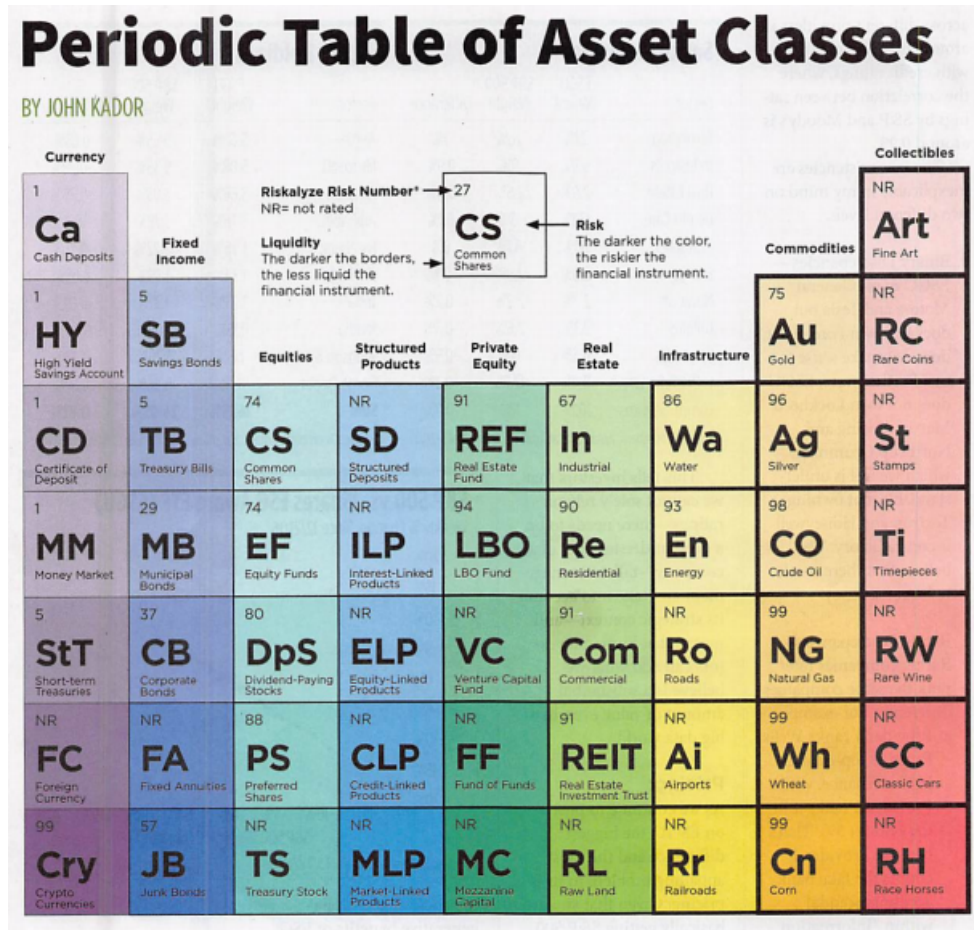 Periodic Table of Asset Classes
BY JOHN KADOR
Currency
Collectibles
Riskalyze Risk Number* 27
NR= not rated
CS
Common
Shares
Risk
The darker the color,
the riskier the
financial instrument.
Liquidity
The darker the borders,
the less liquid the
financial instrument.
1
Ca
Cash Deposits
Fixed
Income
Commodities
NR
Art
Fine Art
1
HY
High Yield
Savings Account
5
SB
Savings Bonds
Equities
Structured
Products
Private
Equity
Real
Estate
Infrastructure
75
Au
Gold
NR
RC
Rare Coins
1
CD
Certificate of
Deposit
5
TB
Treasury Bills
74
CS
Common
Shares
NR
SD
Structured
Deposits
91
REF
Real Estate
Fund
67
In
Industrial
86
Wa
Water
96
Ag
Silver
NR
St
Stamps
1
MM
Money Market
29
MB
Municipal
Bonds
74
EF
Equity Funds
NR
ILP
Interest-Linked
Products
94
LBO
LBO Fund
90
Re
Residential
93
En
Energy
98
CO
Crude Oil
NR
Ti
Timepieces
5
StT
Short-term
Treasuries
37
CB
Corporate
Bonds
80
DpS
Dividend-Paying
Stocks
NR
ELP
Equity-Linked
Products
NR
VC
Venture Capital
Fund
91
Com
Commercial
NR
Ro
Roads
99
NG
Natural Gas
NR
RW
Rare Wine
NR
FC
Foreign
Currency
NR
FA
Fixed Annuities
88
PS
Preferred
Shares
NR
CLP
Credit-Linked
Products
NR
FF
Fund of Funds
91
REIT
Real Estate
Investment Trust
NR
Ai
Airports
99
Wh
Wheat
NR
CC
Classic Cars
99
Cry
Crypto
Currencies
57
JB
Junk Bonds
NR
TS
Treasury Stock
NR
MLP
Market-Linked
Products
NR
MC
Mezzanine
Capital
NR
RL
Raw Land
NR
Rr
Railroads
99
Cn
Corn
NR
RH
Race Horses